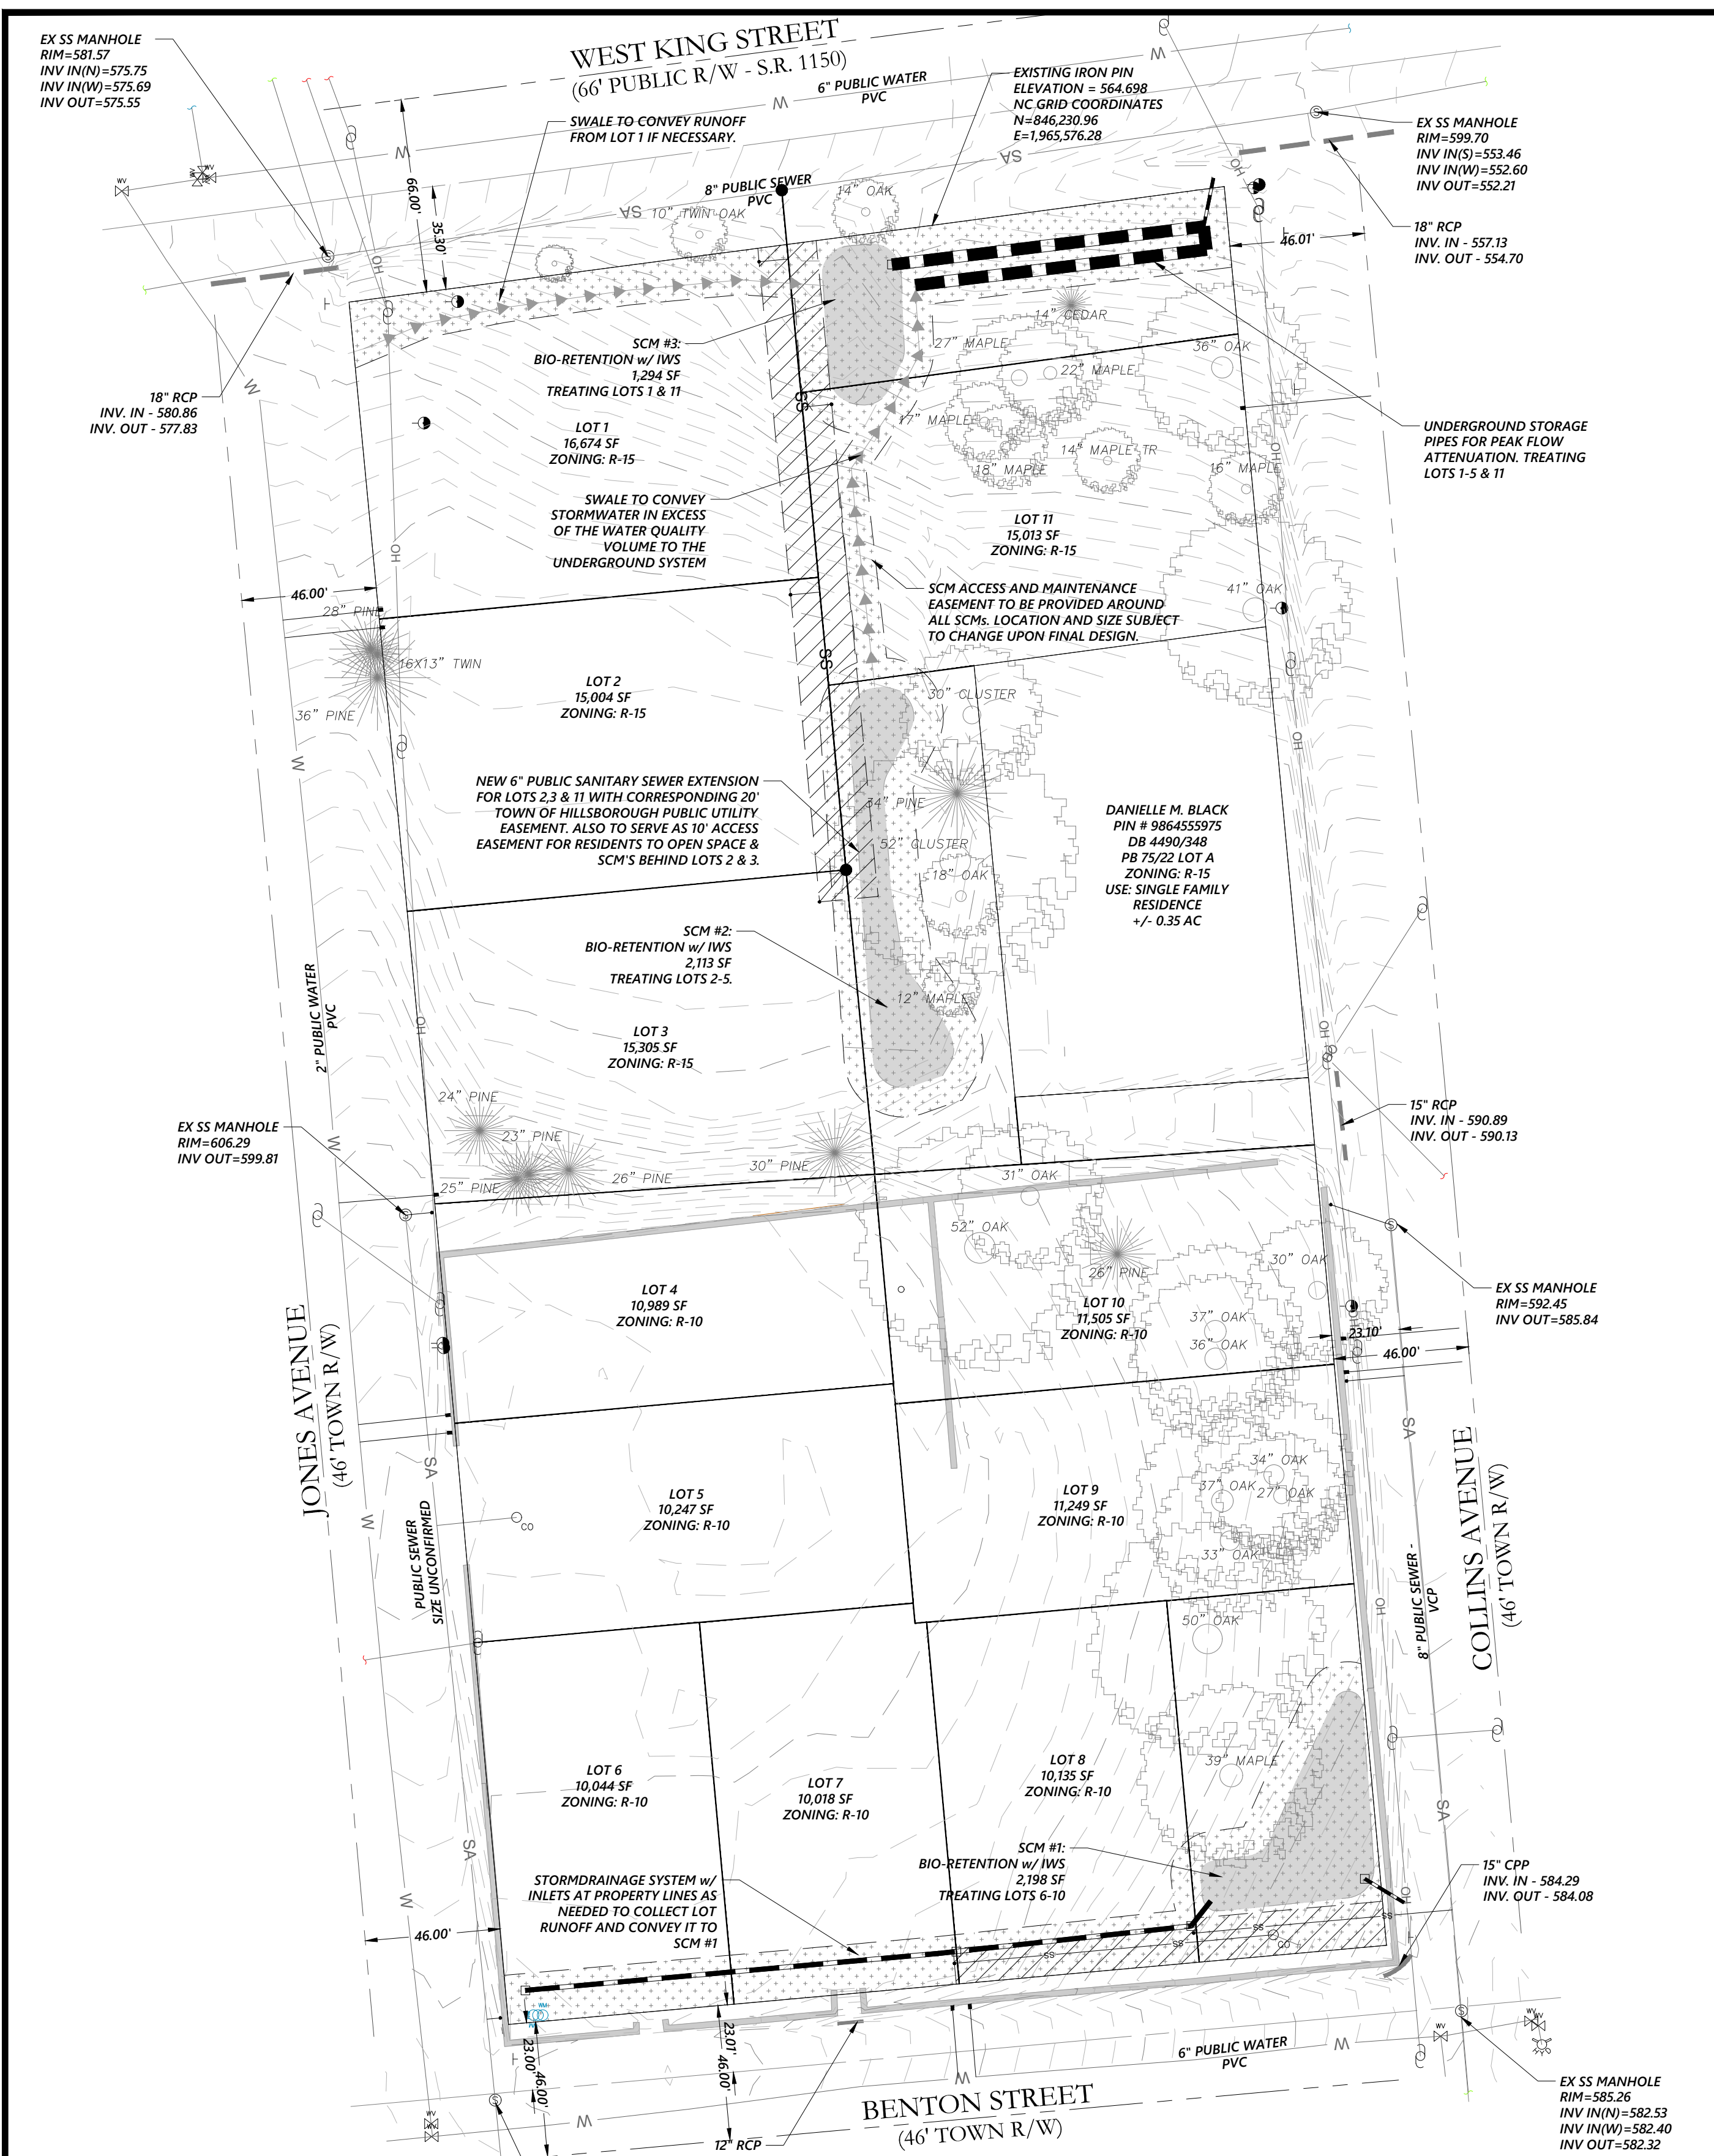 EX SS MANHOLE
RIM=581.57
INV IN(N)=575.75
INV IN(W)=575.69
INV OUT=575.55
WEST KING STREET
(66' PUBLIC R/W - S.R. 1150)
6" PUBLIC WATER
PVC
EXISTING IRON PIN
ELEVATION = 564.698
NC GRID COORDINATES
N=846,230.96
E=1,965,576.28
EX SS MANHOLE
RIM=599.70
INV IN(S)=553.46
INV IN(W)=552.60
INV OUT=552.21
SWALE TO CONVEY RUNOFF
FROM LOT 1 IF NECESSARY.
8" PUBLIC SEWER
PVC
14" OAK
10" TWIN OAK
66.00'
35.30'
46.01'
18" RCP
INV. IN - 557.13
INV. OUT - 554.70
18" RCP
INV. IN - 580.86
INV. OUT - 577.83
SCM #3:
BIO-RETENTION w/ IWS
1,294 SF
TREATING LOTS 1 & 11
14" CEDAR
27" MAPLE
22" MAPLE
36" OAK
17" MAPLE
18" MAPLE
14" MAPLE TR
16" MAPLE
UNDERGROUND STORAGE
PIPES FOR PEAK FLOW
ATTENUATION. TREATING
LOTS 1-5 & 11
LOT 1
16,674 SF
ZONING: R-15
SWALE TO CONVEY
STORMWATER IN EXCESS
OF THE WATER QUALITY
VOLUME TO THE
UNDERGROUND SYSTEM
LOT 11
15,013 SF
ZONING: R-15
SCM ACCESS AND MAINTENANCE
EASEMENT TO BE PROVIDED AROUND
ALL SCMs. LOCATION AND SIZE SUBJECT
TO CHANGE UPON FINAL DESIGN.
41" OAK
46.00'
28" PINE
16X13" TWIN
36" PINE
LOT 2
15,004 SF
ZONING: R-15
30" CLUSTER
34" PINE
52" CLUSTER
18" OAK
NEW 6" PUBLIC SANITARY SEWER EXTENSION
FOR LOTS 2,3 & 11 WITH CORRESPONDING 20'
TOWN OF HILLSBOROUGH PUBLIC UTILITY
EASEMENT. ALSO TO SERVE AS 10' ACCESS
EASEMENT FOR RESIDENTS TO OPEN SPACE &
SCM'S BEHIND LOTS 2 & 3.
DANIELLE M. BLACK
PIN # 9864555975
DB 4490/348
PB 75/22 LOT A
ZONING: R-15
USE: SINGLE FAMILY
RESIDENCE
+/- 0.35 AC
SCM #2:
BIO-RETENTION w/ IWS
2,113 SF
TREATING LOTS 2-5.
12" MAPLE
2" PUBLIC WATER
PVC
LOT 3
15,305 SF
ZONING: R-15
24" PINE
23" PINE
25" PINE
26" PINE
30" PINE
EX SS MANHOLE
RIM=606.29
INV OUT=599.81
15" RCP
INV. IN - 590.89
INV. OUT - 590.13
31" OAK
52" OAK
26" PINE
30" OAK
37" OAK
36" OAK
LOT 4
10,989 SF
ZONING: R-10
LOT 10
11,505 SF
ZONING: R-10
EX SS MANHOLE
RIM=592.45
INV OUT=585.84
23.10'
46.00'
JONES AVENUE
(46' TOWN R/W)
COLLINS AVENUE
(46' TOWN R/W)
LOT 5
10,247 SF
ZONING: R-10
CO
LOT 9
11,249 SF
ZONING: R-10
34" OAK
37" OAK
27" OAK
33" OAK
50" OAK
PUBLIC SEWER
SIZE UNCONFIRMED
8" PUBLIC SEWER -
VCP
LOT 6
10,044 SF
ZONING: R-10
LOT 7
10,018 SF
ZONING: R-10
LOT 8
10,135 SF
ZONING: R-10
39" MAPLE
SCM #1:
BIO-RETENTION w/ IWS
2,198 SF
TREATING LOTS 6-10
STORMDRAINAGE SYSTEM w/
INLETS AT PROPERTY LINES AS
NEEDED TO COLLECT LOT
RUNOFF AND CONVEY IT TO
SCM #1
15" CPP
INV. IN - 584.29
INV. OUT - 584.08
46.00'
CO
23.00'
46.00'
23.01'
46.00'
6" PUBLIC WATER
PVC
BENTON STREET
(46' TOWN R/W)
12" RCP
EX SS MANHOLE
RIM=585.26
INV IN(N)=582.53
INV IN(W)=582.40
INV OUT=582.32